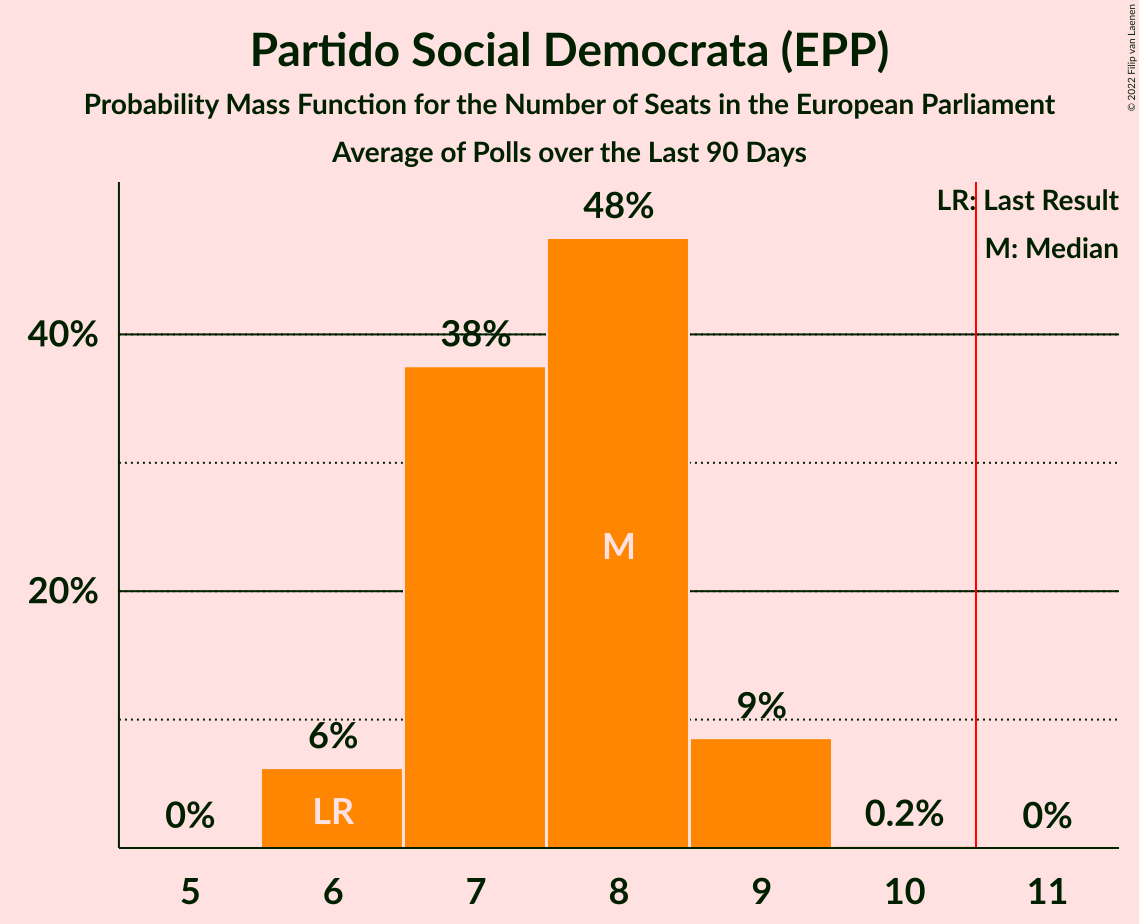 Partido Social Democrata (EPP)
Probability Mass Function for the Number of Seats in the European Parliament
Average of Polls over the Last 90 Days
© 2022 Filip van Laenen
LR: Last Result
M: Median
48%
40%
38%
M
20%
9%
6%
LR
0%
0.2%
0%
5 6 7 8 9 10 11